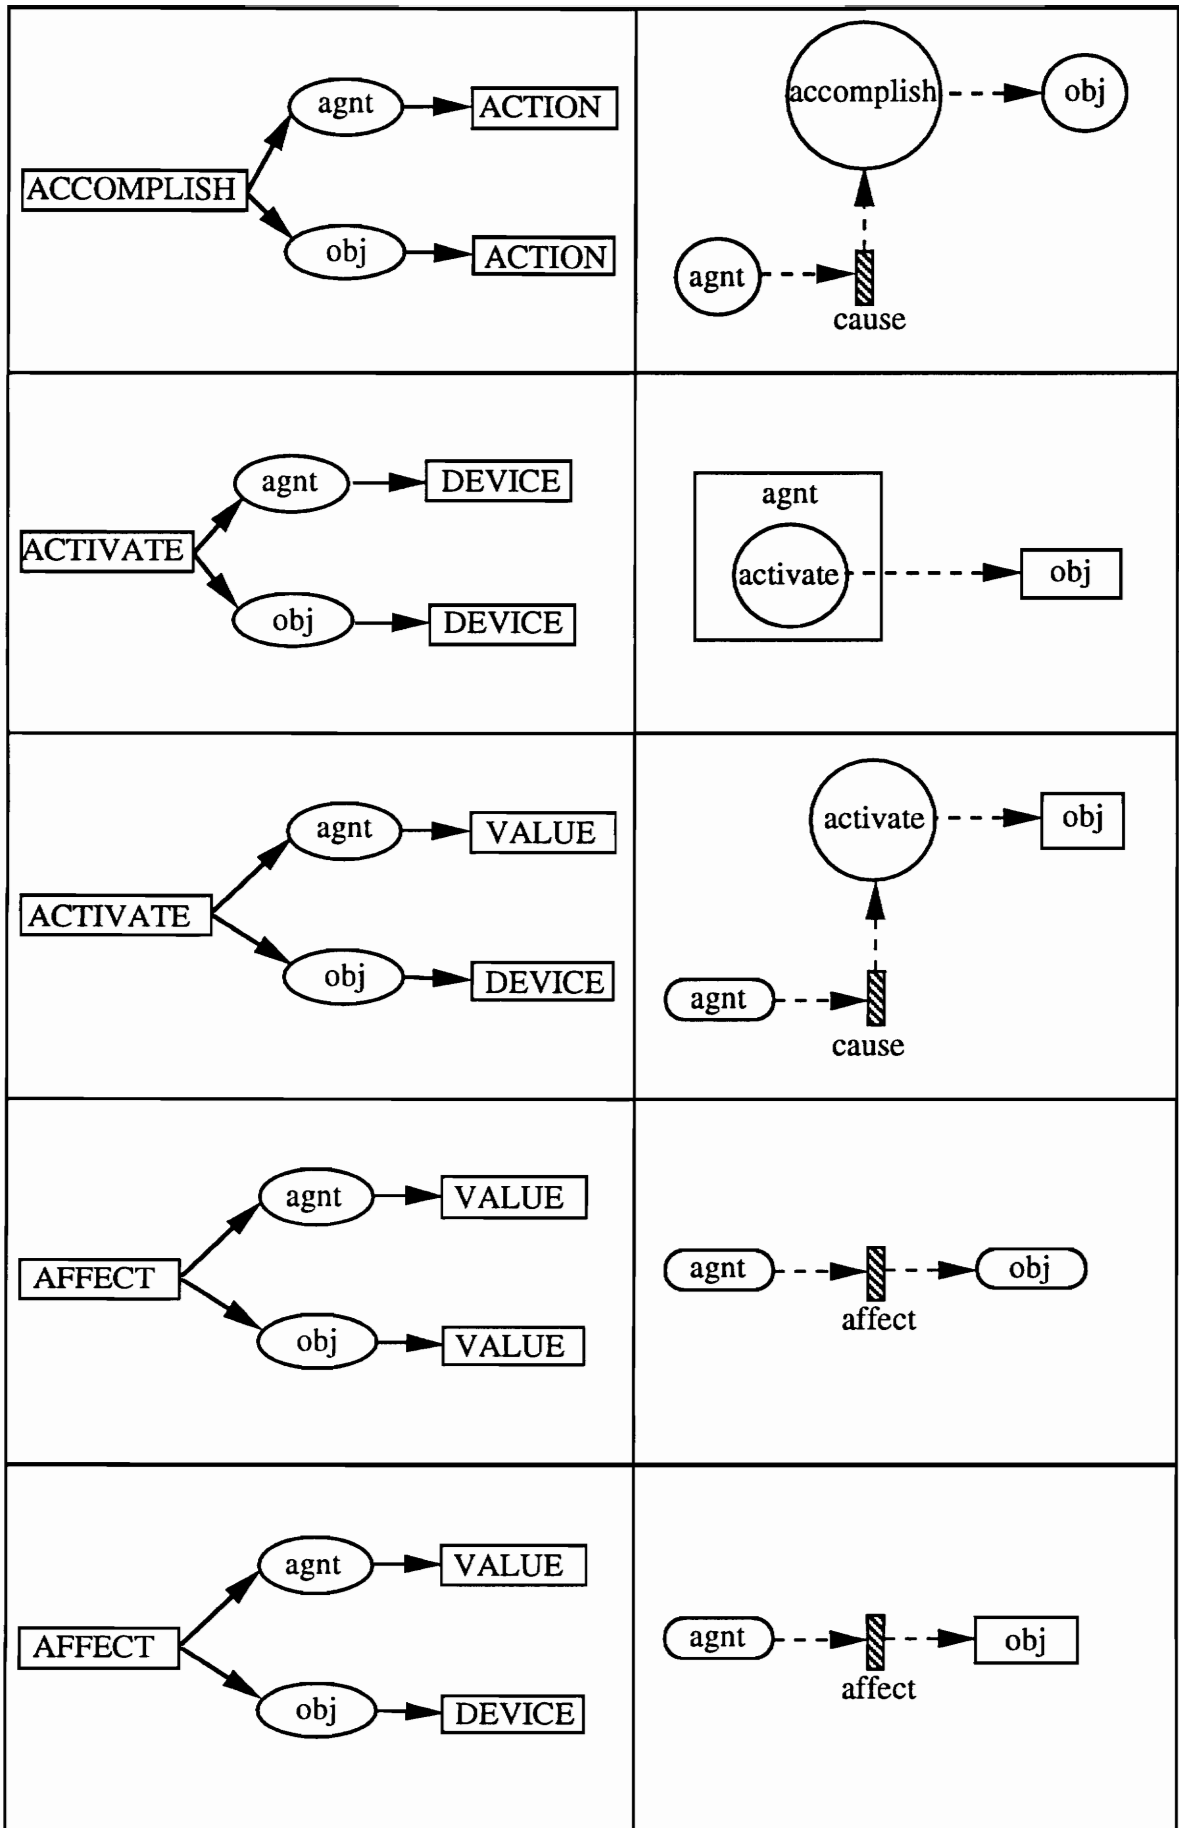 agnt
ACTION
ACCOMPLISH
obj
ACTION
accomplish
obj
agnt
cause
agnt
DEVICE
ACTIVATE
obj
DEVICE
agnt
activate
obj
agnt
VALUE
ACTIVATE
obj
DEVICE
activate
obj
agnt
cause
agnt
VALUE
AFFECT
obj
VALUE
agnt
obj
affect
agnt
VALUE
AFFECT
obj
DEVICE
agnt
obj
affect